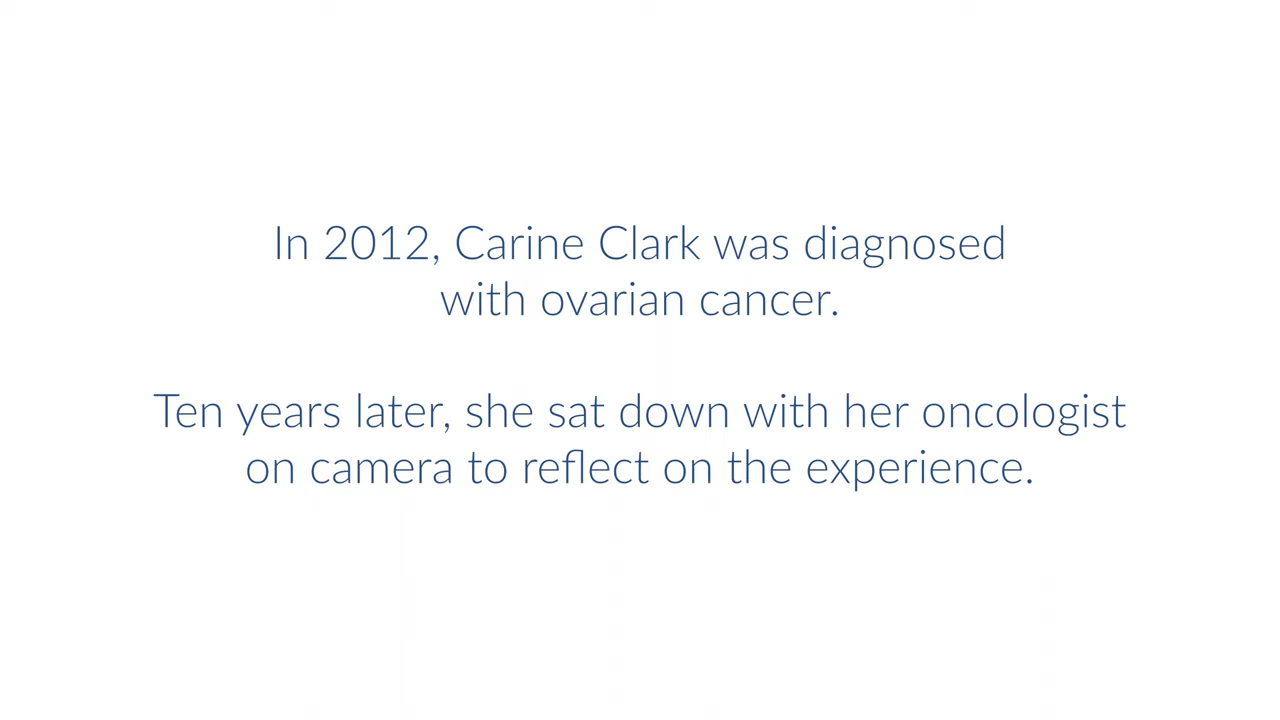 In 2012, Carine Clark was diagnosed
with ovarian cancer.
Ten years later, she sat down with her oncologist
on camera to reflect on the experience.